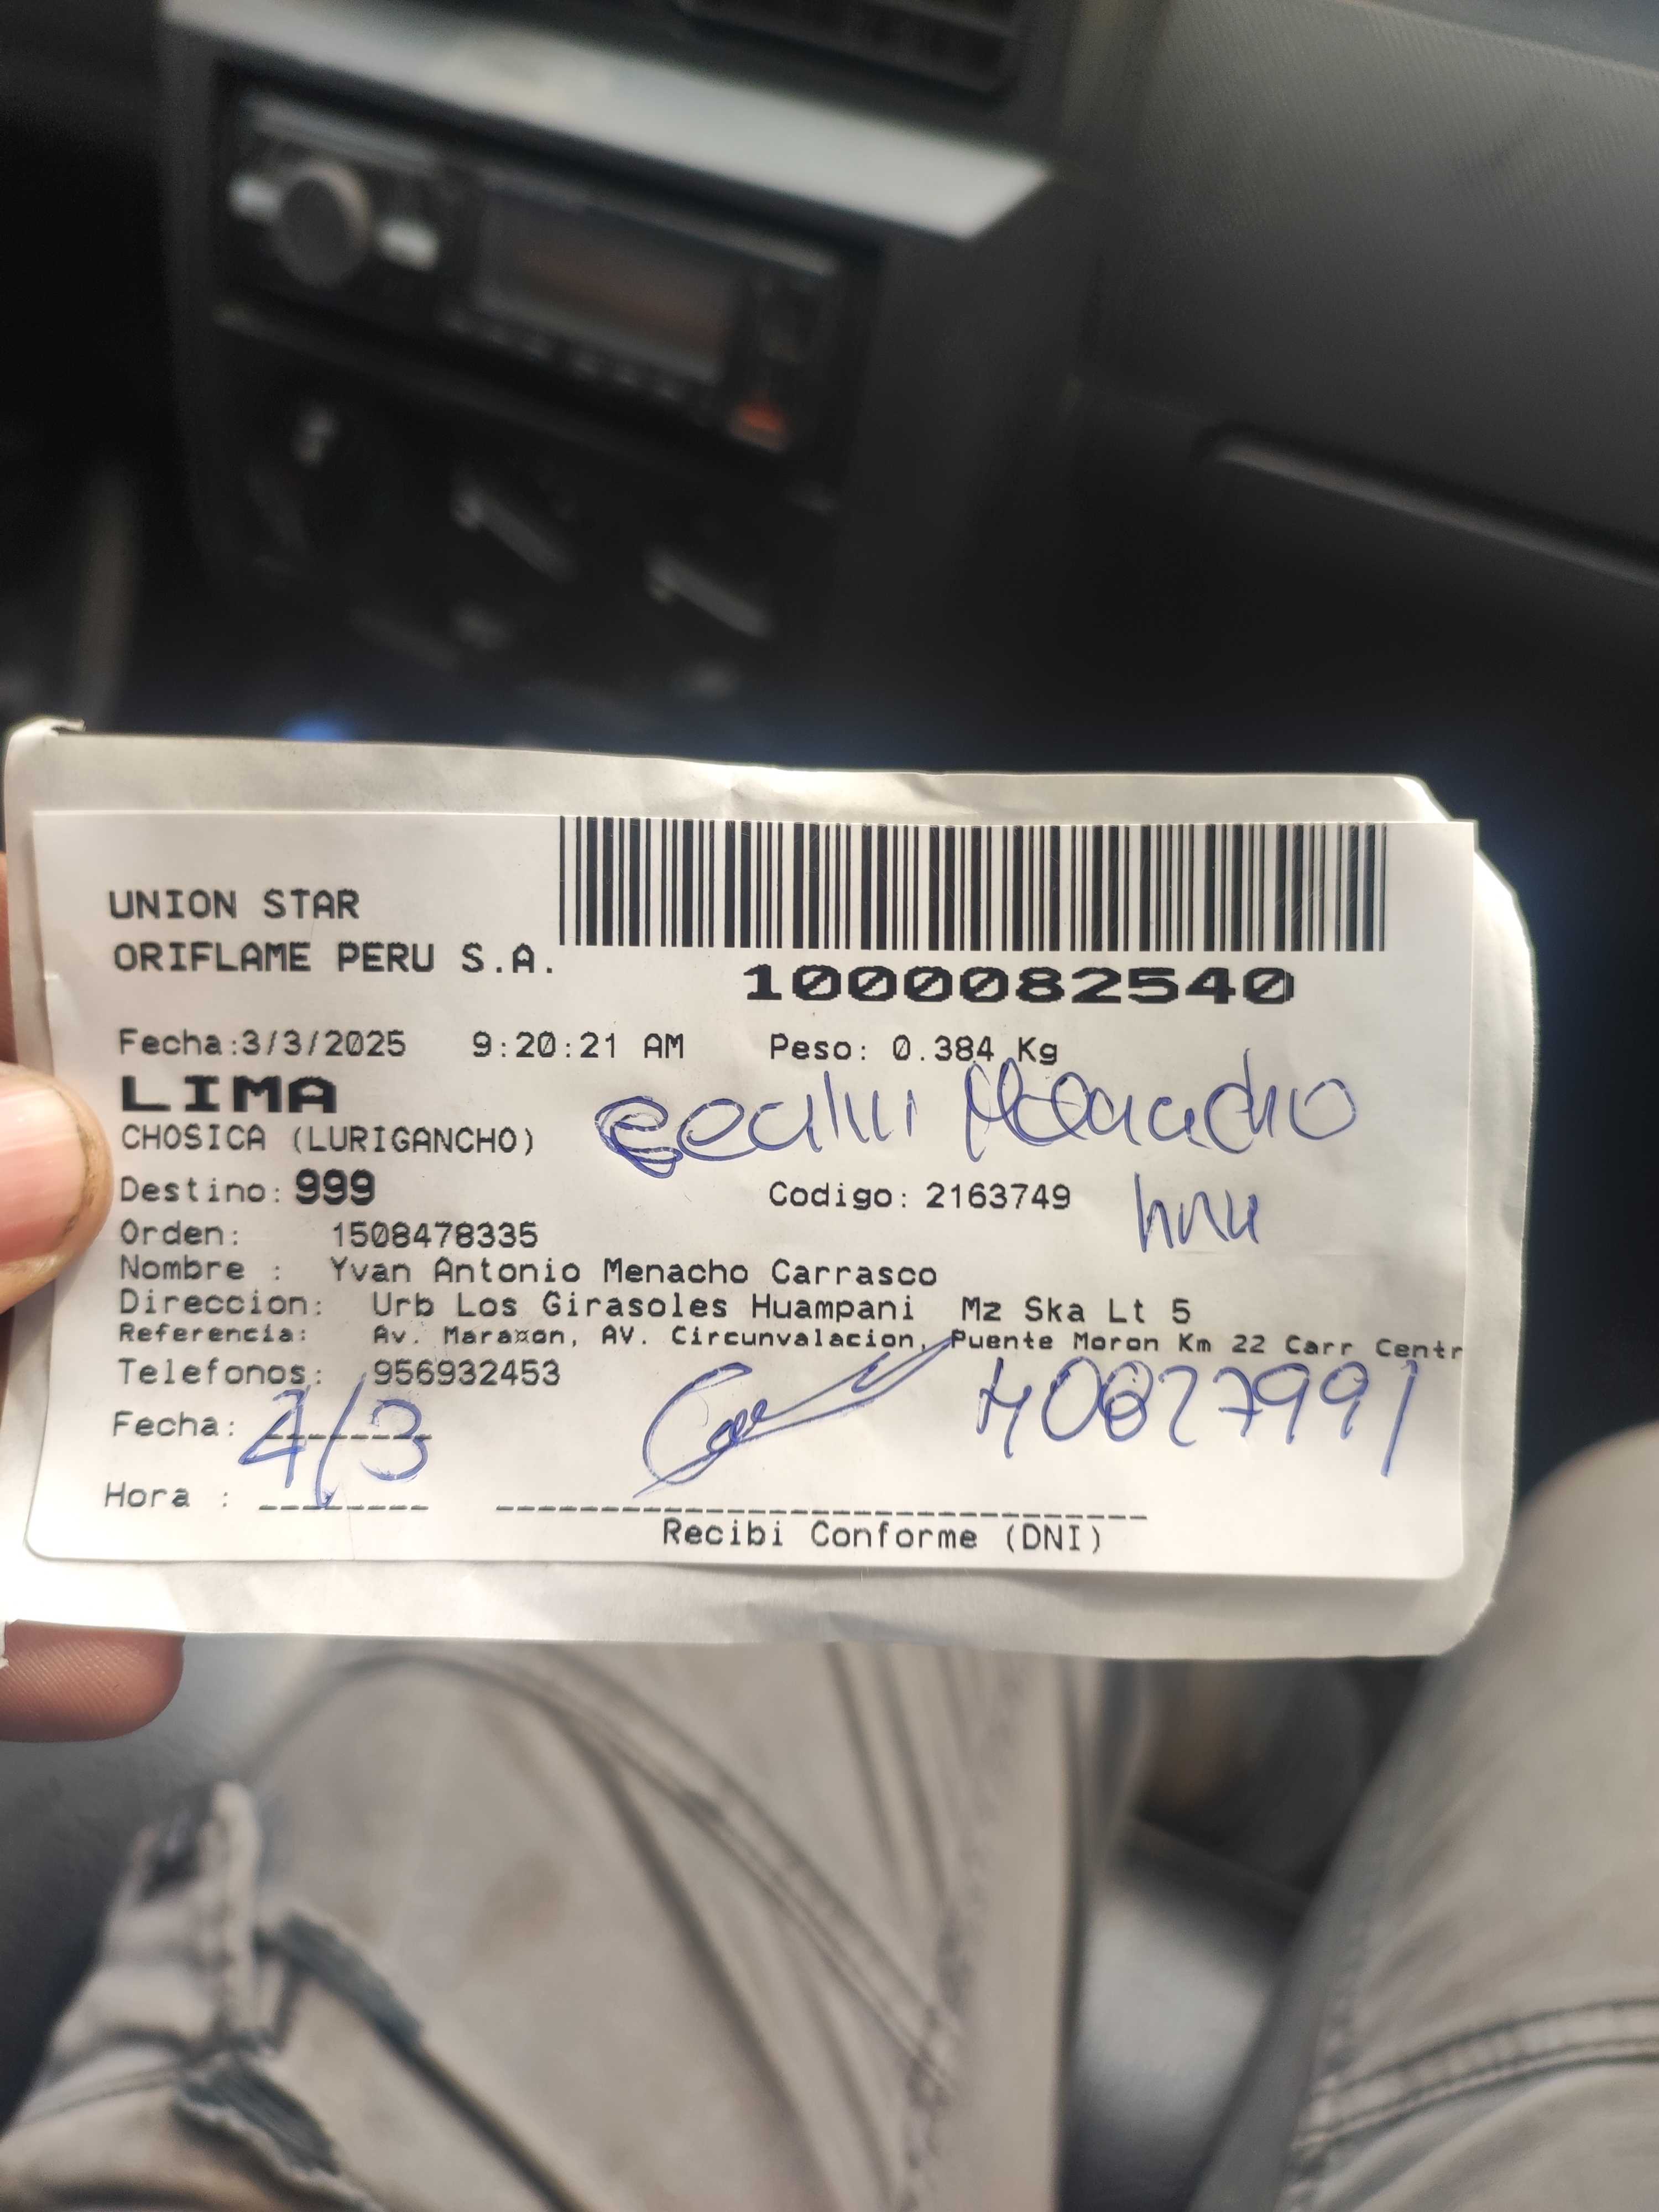 UNION STAR
ORIFLAME PERU S.A.
1000082540
Fecha:3/3/2025 9:20:21 AM Peso: 0.384 Kg
LIMA
CHOSICA (LURIGANCHO)
Menacho
Destino: 999 Codigo: 2163749
Orden: 1508478335
Nombre : Yvan Antonio Menacho Carrasco
Direccion: Urb Los Girasoles Huampani Mz Ska Lt 5
Referencia: Av. Mara¤on, AV. Circunvalacion, Puente Moron Km 22 Carr Centr
Telefonos: 956932453
40827991
Fecha: 4/3
Hora :
Recibi Conforme (DNI)